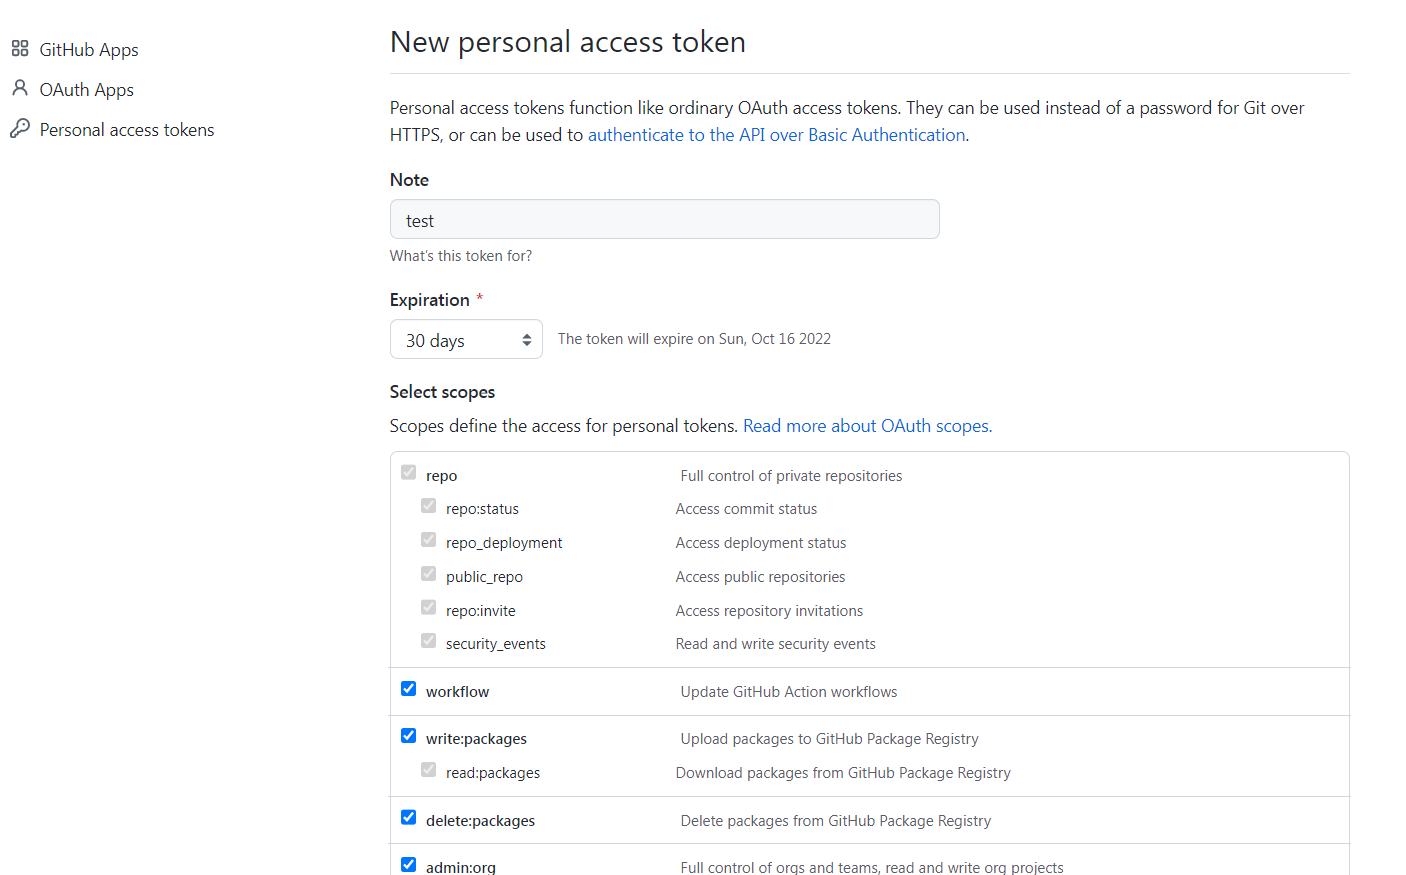 GitHub Apps
OAuth Apps
Personal access tokens
New personal access token
Personal access tokens function like ordinary OAuth access tokens. They can be used instead of a password for Git over
HTTPS, or can be used to authenticate to the API over Basic Authentication.
Note
test
What's this token for?
Expiration *
30 days The token will expire on Sun, Oct 16 2022
Select scopes
Scopes define the access for personal tokens. Read more about OAuth scopes.
repo Full control of private repositories
repo:status Access commit status
repo_deployment Access deployment status
public_repo Access public repositories
repo:invite Access repository invitations
security_events Read and write security events
workflow Update GitHub Action workflows
write:packages Upload packages to GitHub Package Registry
read:packages Download packages from GitHub Package Registry
delete:packages Delete packages from GitHub Package Registry
admin:org Full control of orgs and teams, read and write org projects